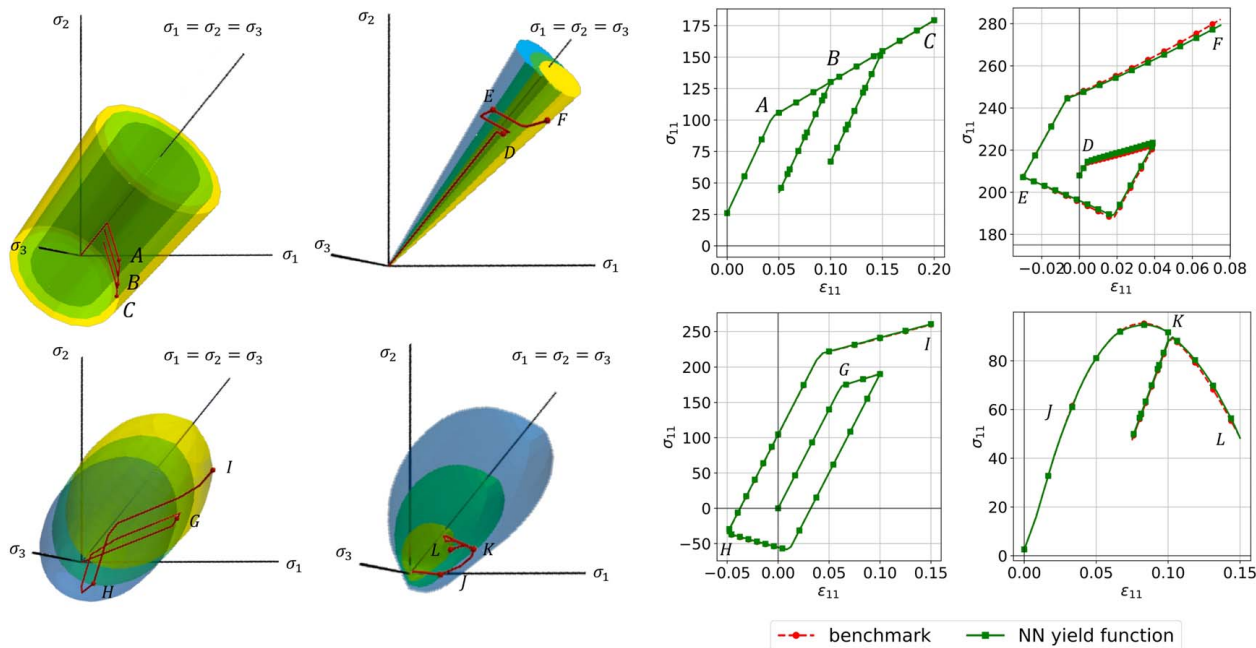 σ₂
σ₁ = σ₂ = σ₃
σ₃
σ₁
A
B
C
σ₂
σ₁ = σ₂ = σ₃
E
F
D
σ₃
σ₁
175
150
125
100
75
50
25
0
σ₁₁
A
B
C
0.00
0.05
0.10
0.15
0.20
ε₁₁
280
260
240
220
200
180
σ₁₁
F
D
E
−0.02
0.00
0.02
0.04
0.06
0.08
ε₁₁
σ₂
σ₁ = σ₂ = σ₃
I
G
σ₃
H
σ₁
σ₂
σ₁ = σ₂ = σ₃
σ₃
L
K
J
σ₁
250
200
150
100
50
0
−50
σ₁₁
I
G
H
−0.05
0.00
0.05
0.10
0.15
ε₁₁
80
60
40
20
0
σ₁₁
K
J
L
0.00
0.05
0.10
0.15
ε₁₁
benchmark
NN yield function